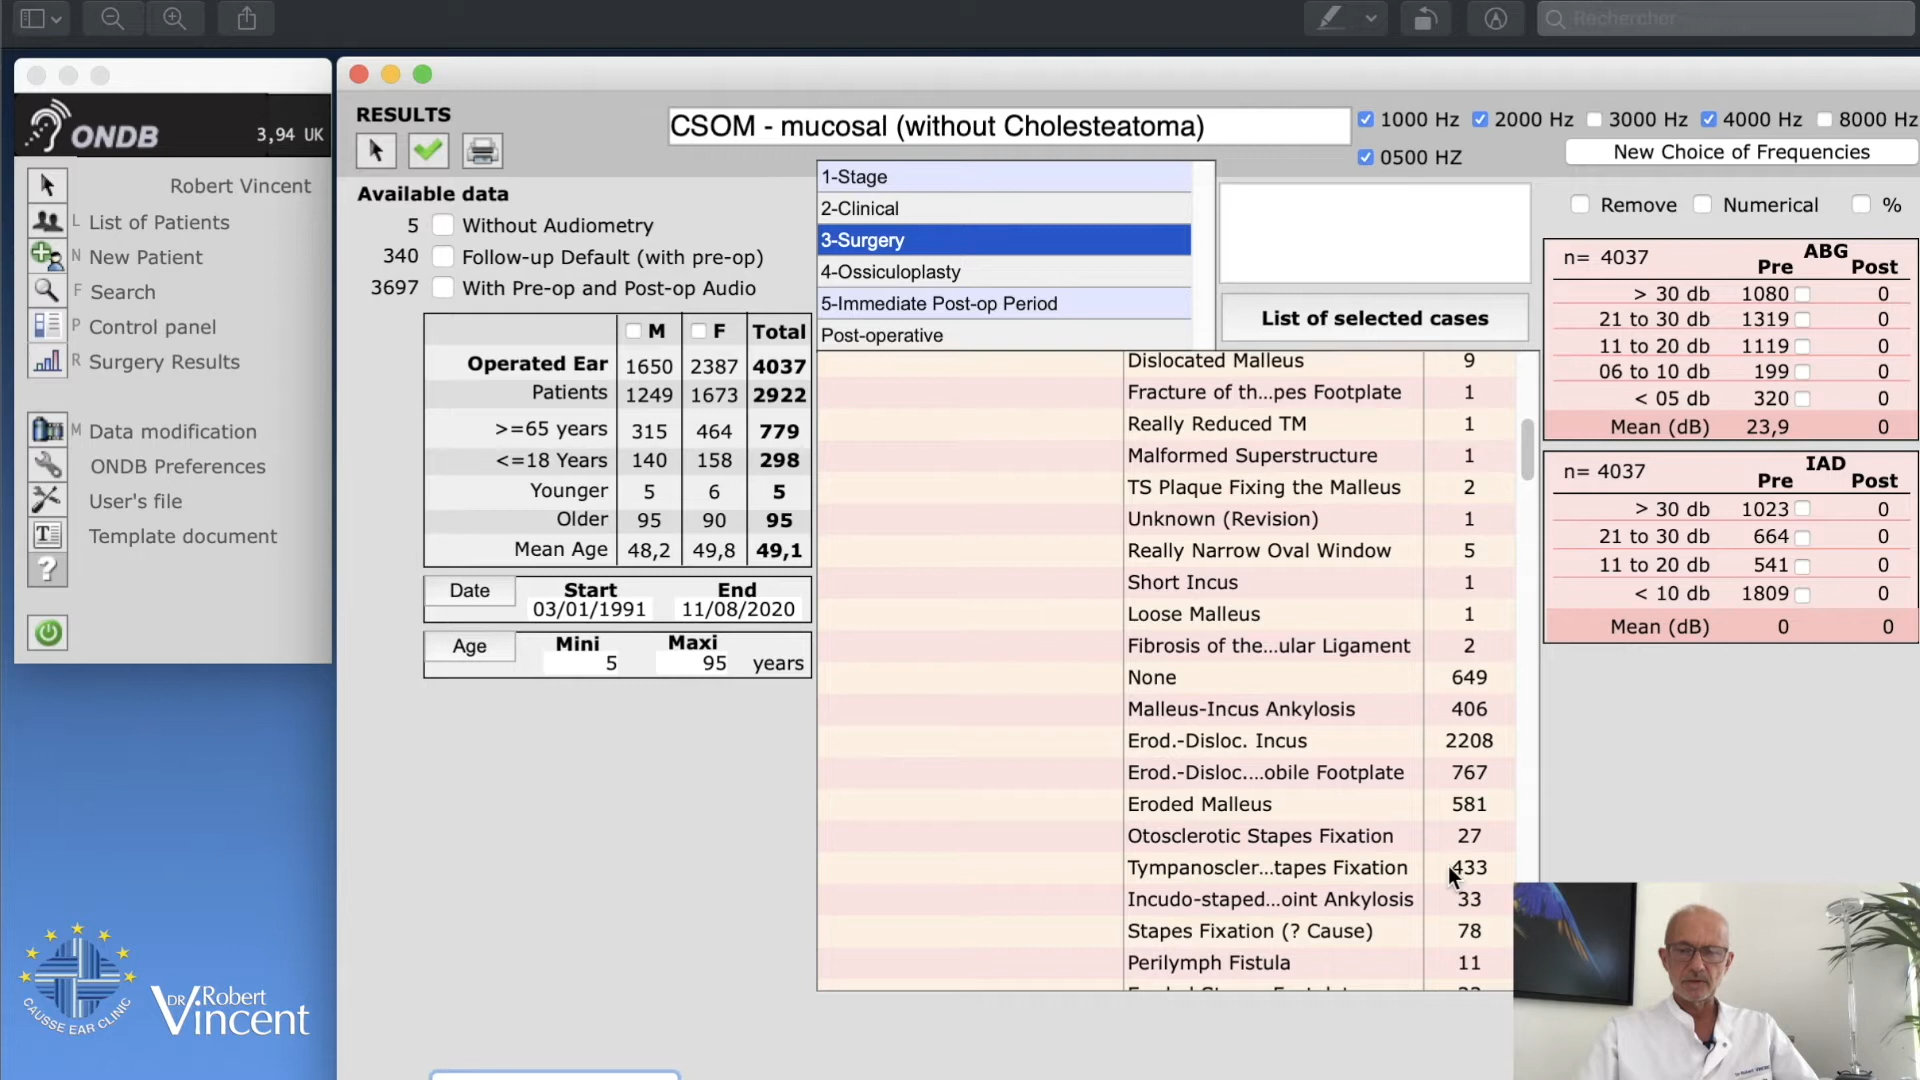 Rechercher
ONDB 3,94 UK
Robert Vincent
L List of Patients
N New Patient
F Search
P Control panel
R Surgery Results
M Data modification
ONDB Preferences
User's file
Template document
?
CAUSSE EAR CLINIC
DR. Robert Vincent
RESULTS
CSOM - mucosal (without Cholesteatoma)
1000 Hz 2000 Hz 3000 Hz 4000 Hz 8000 Hz
0500 HZ
New Choice of Frequencies
Available data
5 Without Audiometry
340 Follow-up Default (with pre-op)
3697 With Pre-op and Post-op Audio
M F Total
Operated Ear 1650 2387 4037
Patients 1249 1673 2922
>=65 years 315 464 779
<=18 Years 140 158 298
Younger 5 6 5
Older 95 90 95
Mean Age 48,2 49,8 49,1
Date Start End
03/01/1991 11/08/2020
Age Mini Maxi
5 95 years
1-Stage
2-Clinical
3-Surgery
4-Ossiculoplasty
5-Immediate Post-op Period
Post-operative
List of selected cases
Dislocated Malleus 9
Fracture of th...pes Footplate 1
Really Reduced TM 1
Malformed Superstructure 1
TS Plaque Fixing the Malleus 2
Unknown (Revision) 1
Really Narrow Oval Window 5
Short Incus 1
Loose Malleus 1
Fibrosis of the...ular Ligament 2
None 649
Malleus-Incus Ankylosis 406
Erod.-Disloc. Incus 2208
Erod.-Disloc....obile Footplate 767
Eroded Malleus 581
Otosclerotic Stapes Fixation 27
Tympanoscler...tapes Fixation 433
Incudo-staped...oint Ankylosis 33
Stapes Fixation (? Cause) 78
Perilymph Fistula 11
Remove Numerical %
n= 4037 ABG
Pre Post
> 30 db 1080 0
21 to 30 db 1319 0
11 to 20 db 1119 0
06 to 10 db 199 0
< 05 db 320 0
Mean (dB) 23,9 0
n= 4037 IAD
Pre Post
> 30 db 1023 0
21 to 30 db 664 0
11 to 20 db 541 0
< 10 db 1809 0
Mean (dB) 0 0